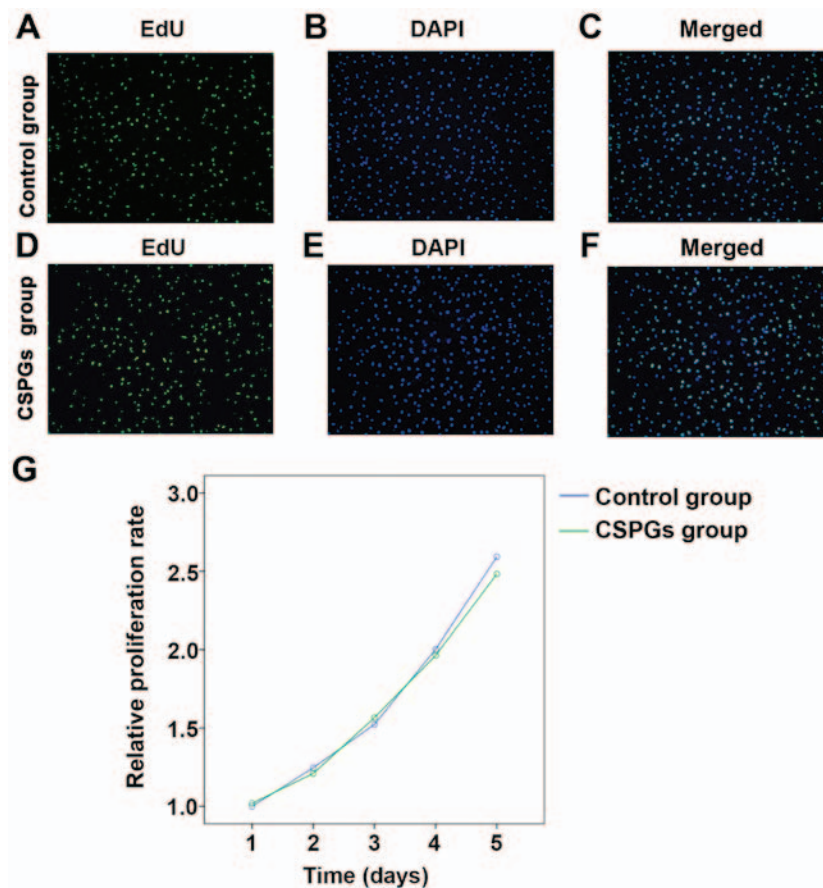 A EdU B DAPI C Merged
Control group
D EdU E DAPI F Merged
CSPGs group
G
3.0
2.5
2.0
1.5
1.0
Relative proliferation rate
1 2 3 4 5
Time (days)
Control group
CSPGs group